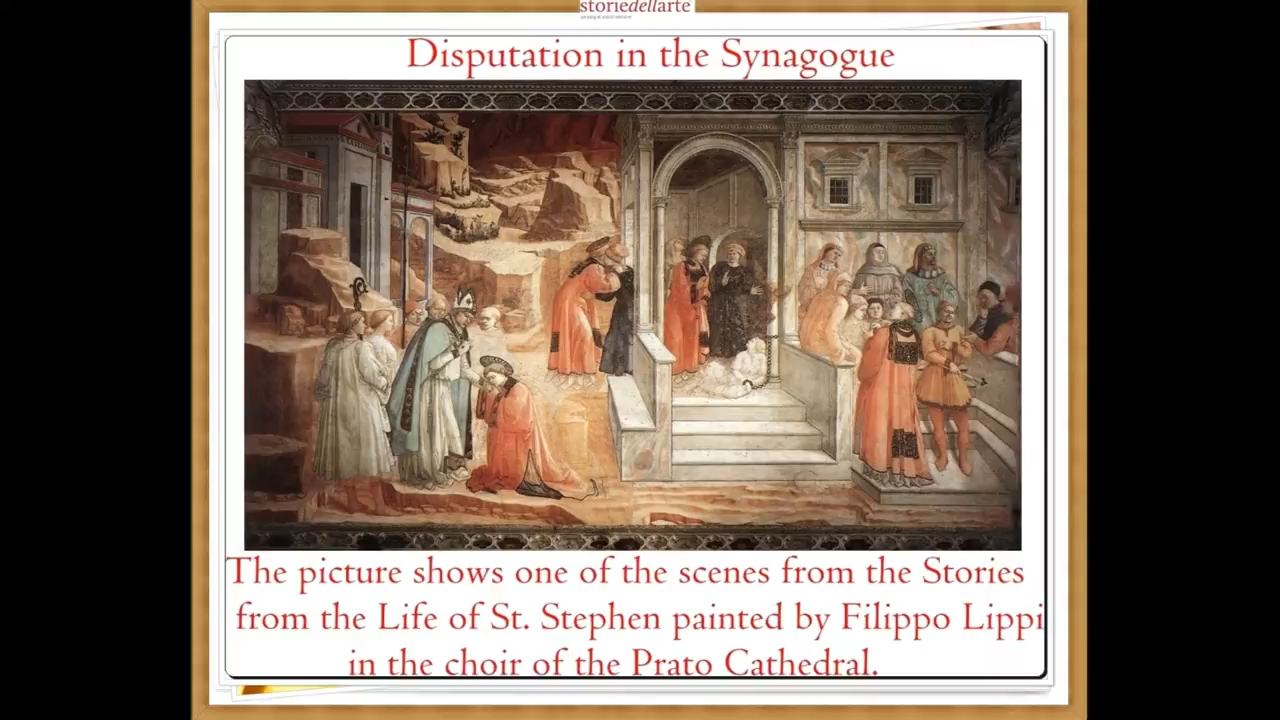 storiedellarte
Disputation in the Synagogue
The picture shows one of the scenes from the Stories
from the Life of St. Stephen painted by Filippo Lippi
in the choir of the Prato Cathedral.